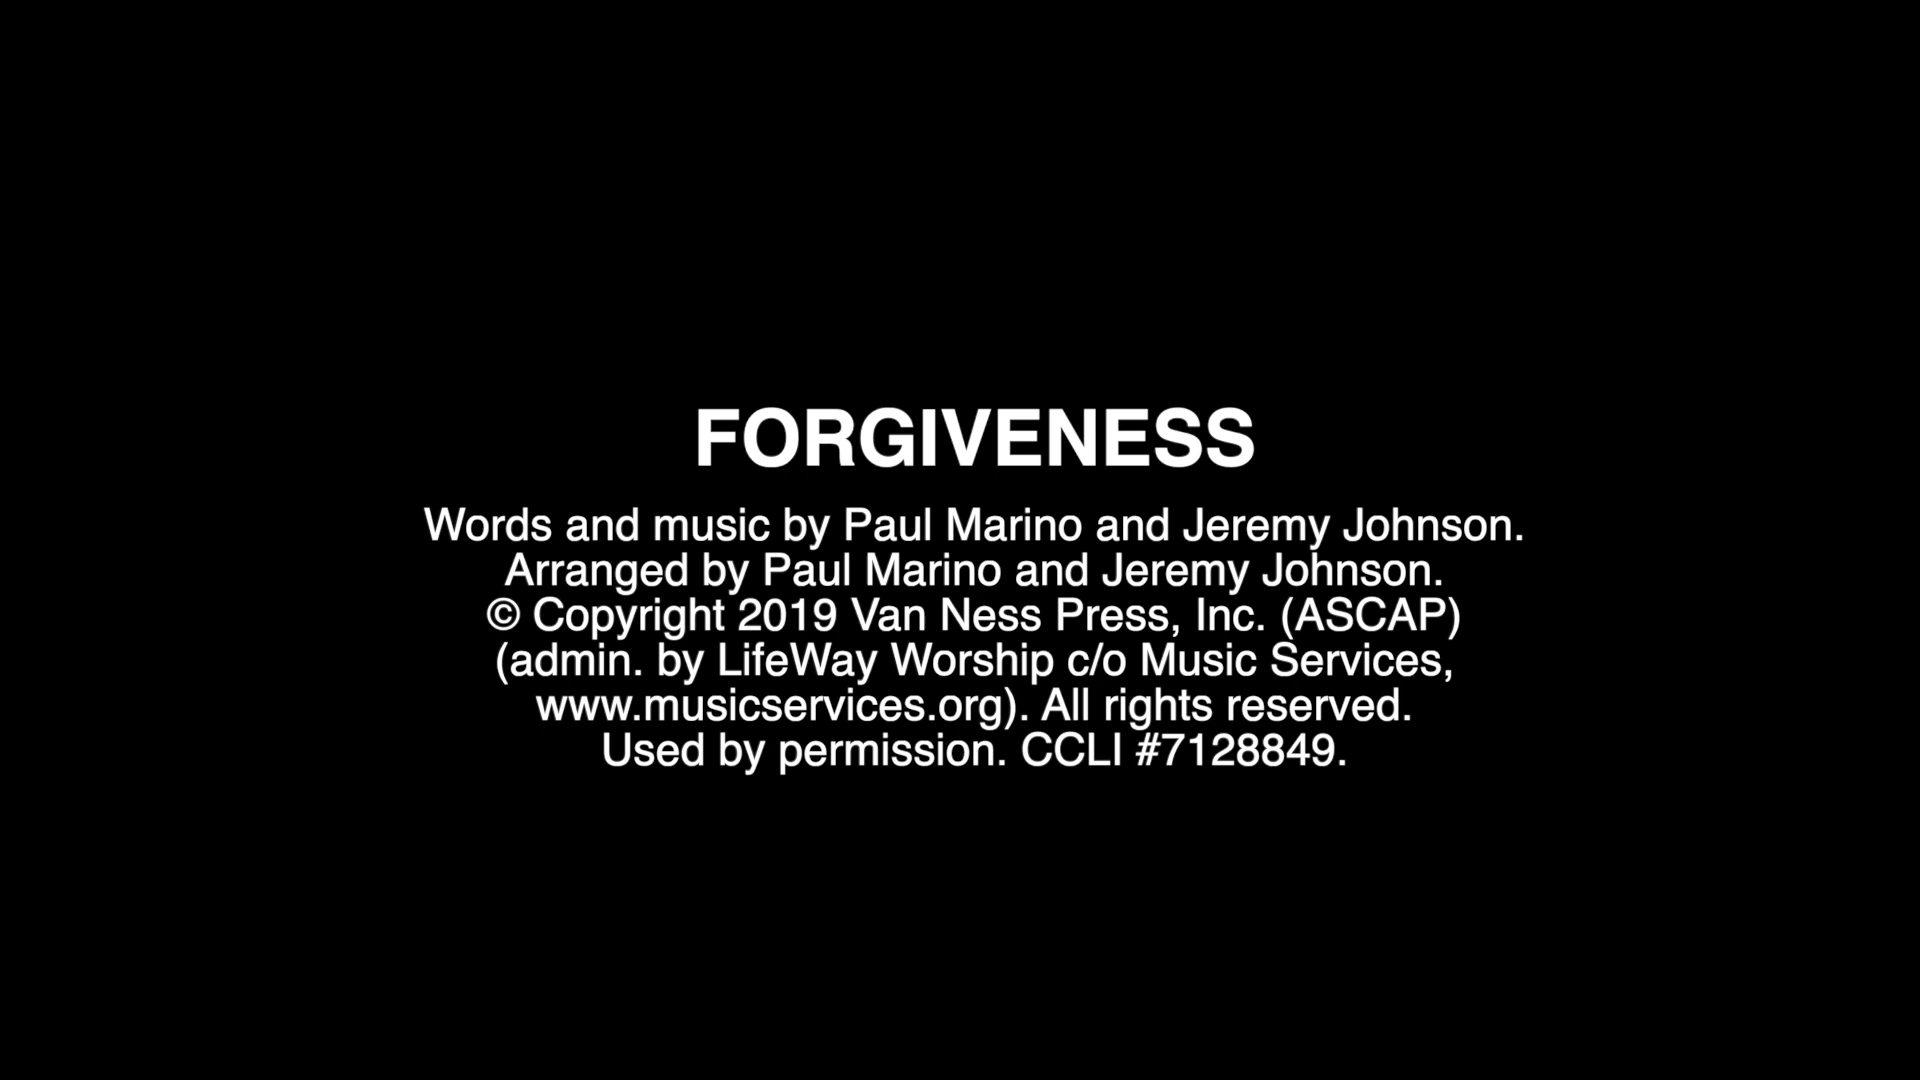 FORGIVENESS
Words and music by Paul Marino and Jeremy Johnson.
Arranged by Paul Marino and Jeremy Johnson.
© Copyright 2019 Van Ness Press, Inc. (ASCAP)
(admin. by LifeWay Worship c/o Music Services,
www.musicservices.org). All rights reserved.
Used by permission. CCLI #7128849.